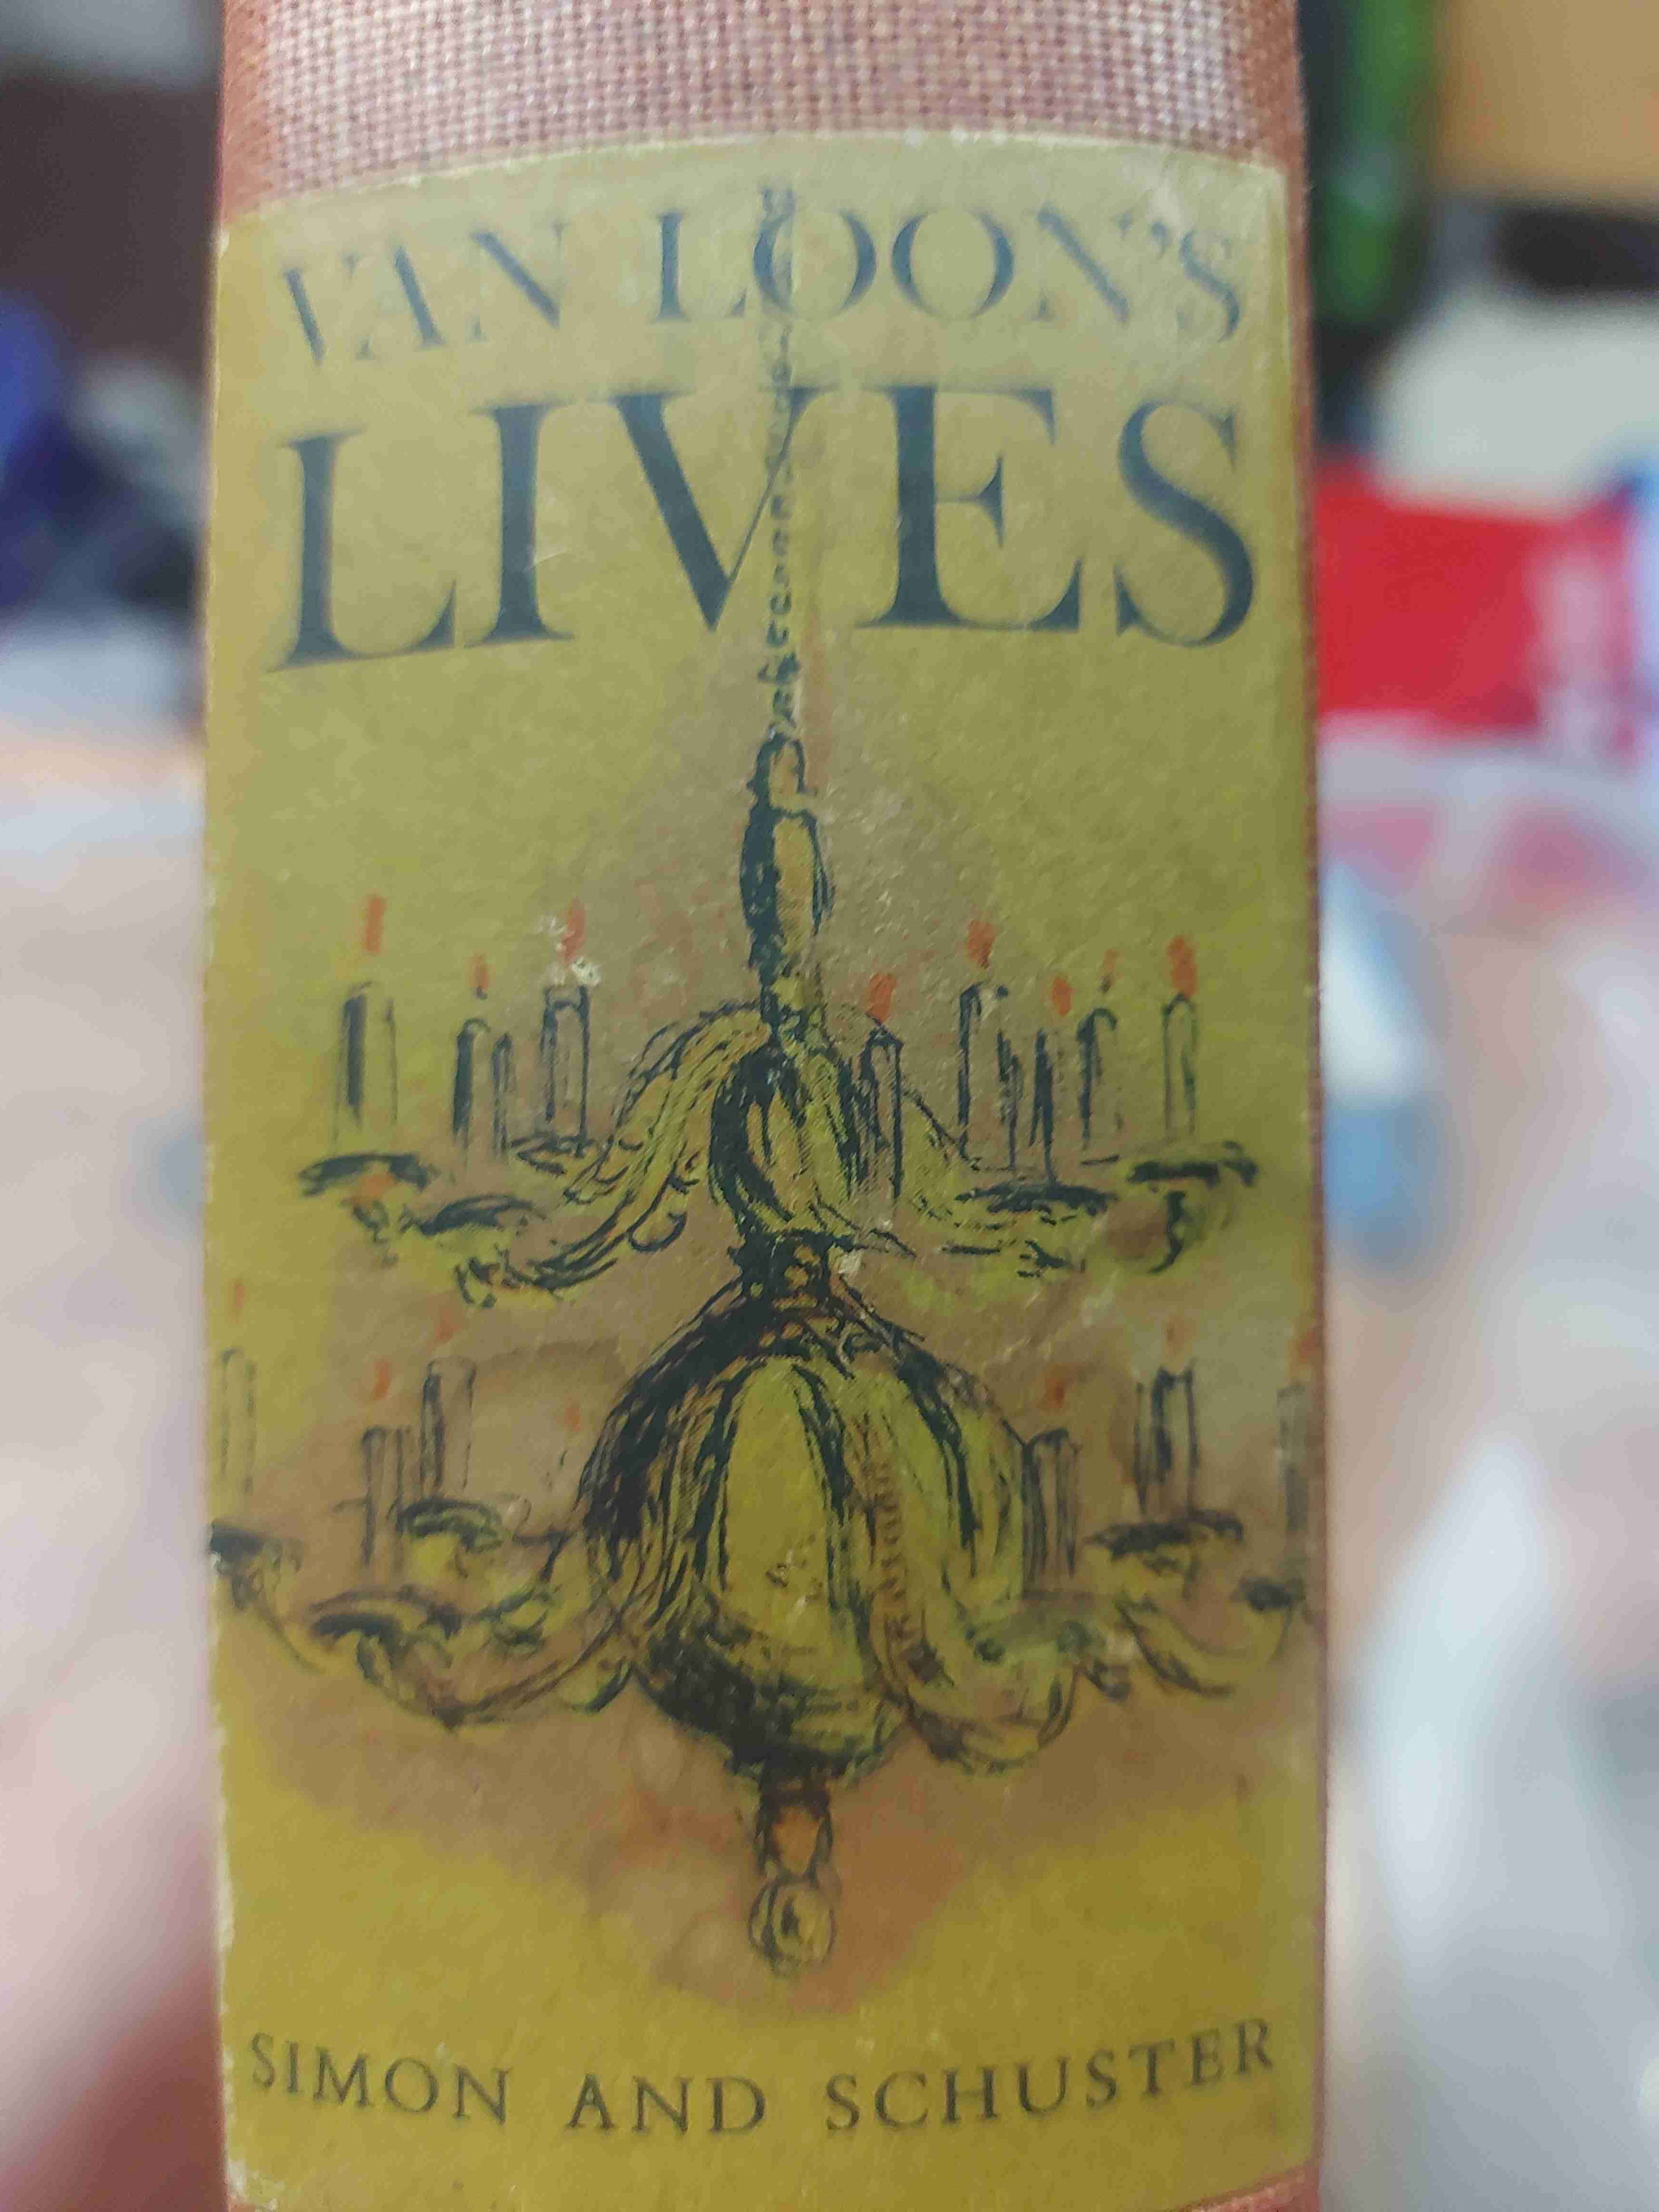 VAN LOON'S
LIVES
SIMON AND SCHUSTER